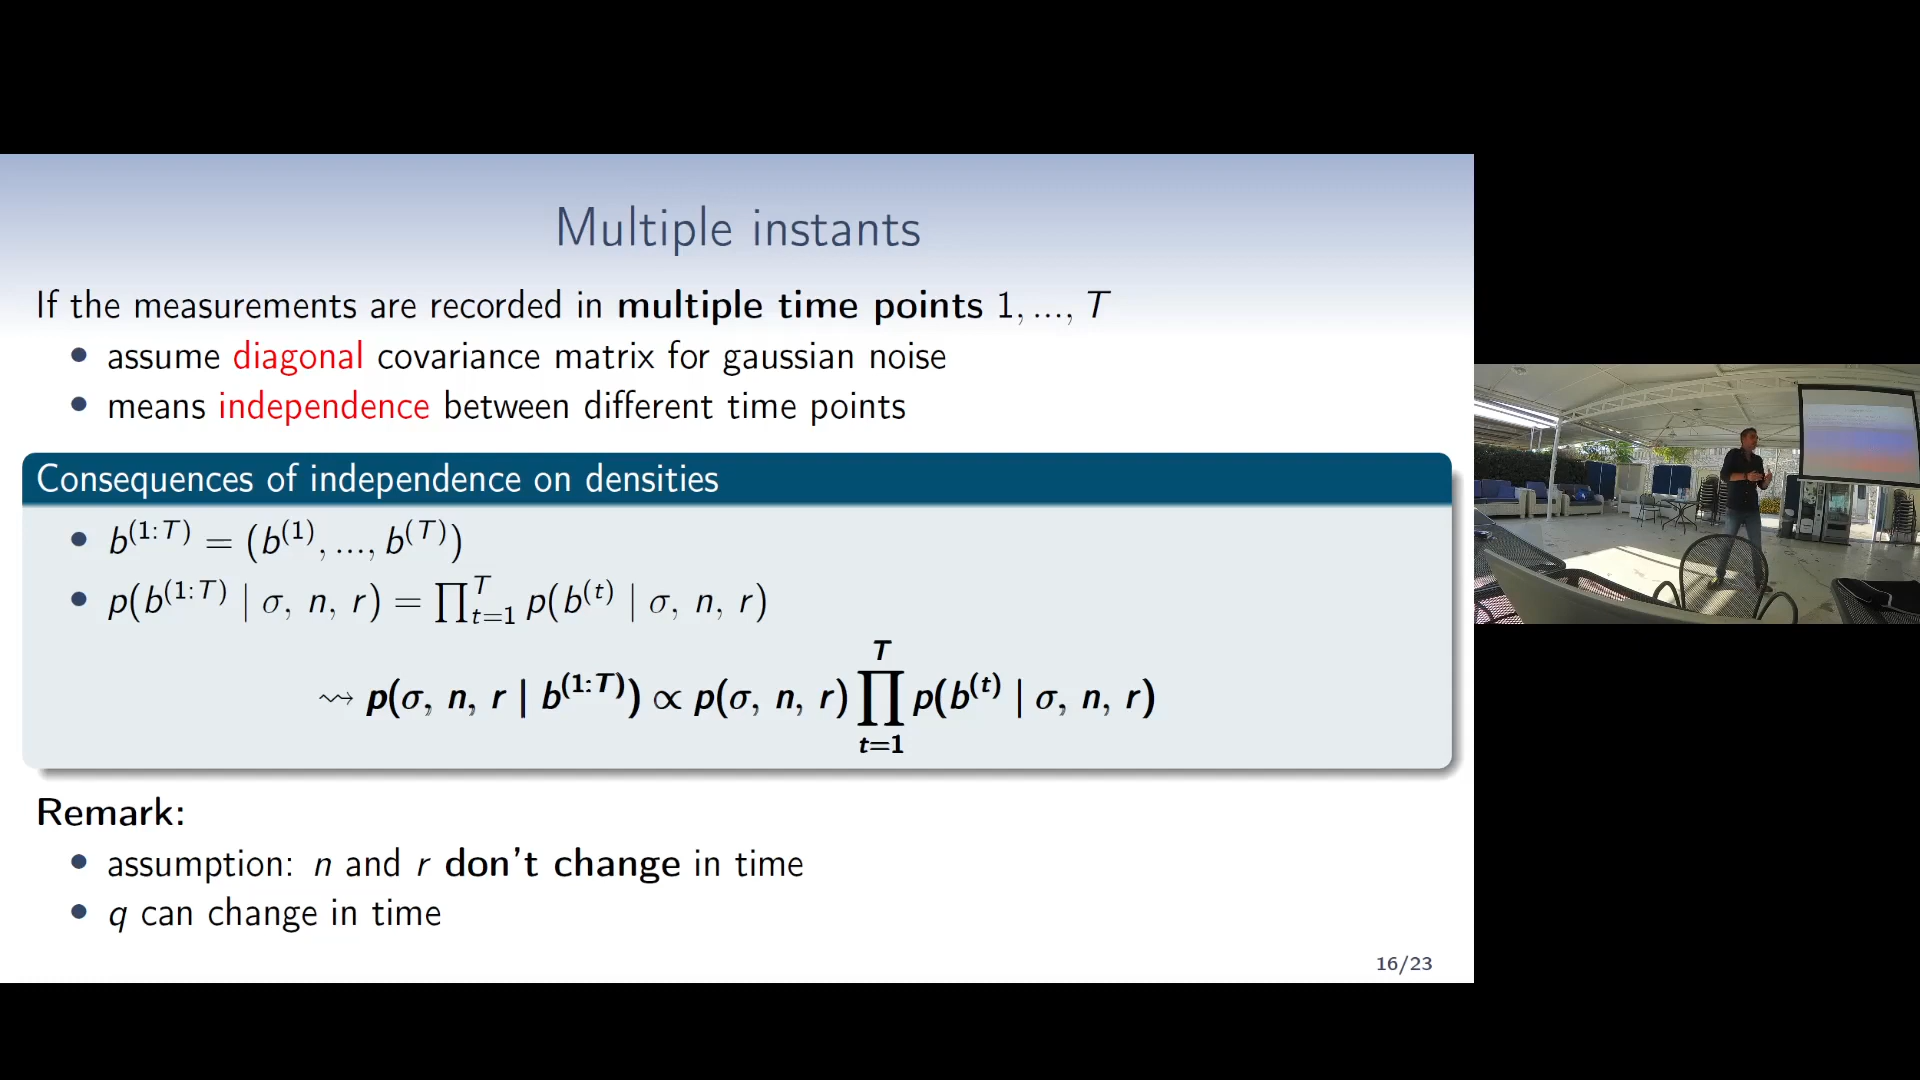 Multiple instants
If the measurements are recorded in multiple time points 1, ..., T
• assume diagonal covariance matrix for gaussian noise
• means independence between different time points
Consequences of independence on densities
• b^(1:T) = (b^(1), ..., b^(T))
• p(b^(1:T) | σ, n, r) = ∏_{t=1}^{T} p(b^(t) | σ, n, r)
⇝ p(σ, n, r | b^(1:T)) ∝ p(σ, n, r) ∏_{t=1}^{T} p(b^(t) | σ, n, r)
Remark:
• assumption: n and r don't change in time
• q can change in time
16/23